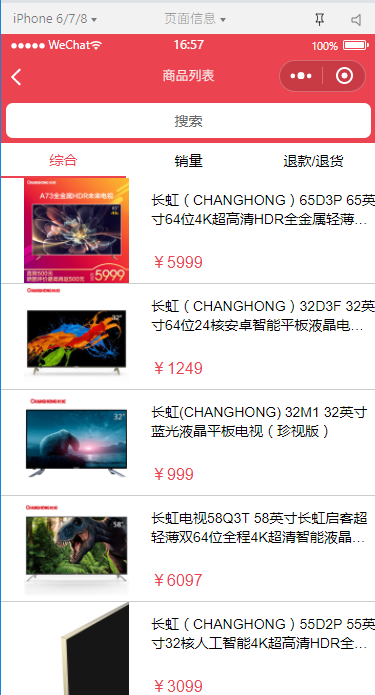 iPhone 6/7/8
页面信息
WeChat
16:57
100%
商品列表
搜索
综合
销量
退款/退货
CHANGHONG
A73全金属HDR未来电视
5999
长虹（CHANGHONG）65D3P 65英
寸64位4K超高清HDR全金属轻薄...
￥5999
CHANGHONG
32"
长虹（CHANGHONG）32D3F 32英
寸64位24核安卓智能平板液晶电...
￥1249
CHANGHONG
32"
长虹(CHANGHONG) 32M1 32英寸
蓝光液晶平板电视（珍视版）
￥999
CHANGHONG
58"
长虹电视58Q3T 58英寸长虹启客超
轻薄双64位全程4K超清智能液晶...
￥6097
长虹（CHANGHONG）55D2P 55英
寸32核人工智能4K超高清HDR全...
￥3099